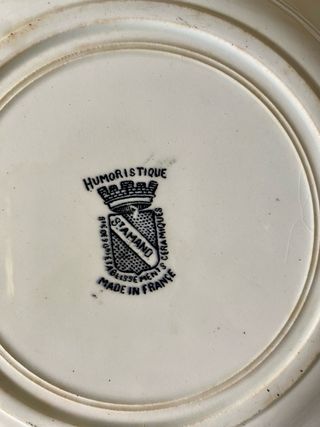 HUMORISTIQUE
ST AMAND
ETABLISSEMENTS CERAMIQUES
MADE IN FRANCE